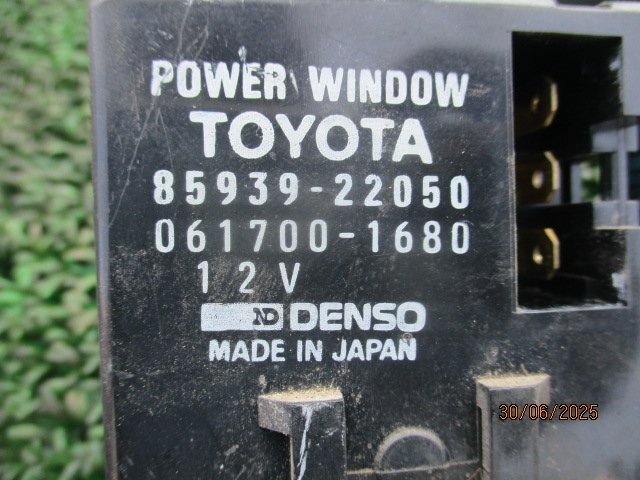 POWER WINDOW
TOYOTA
85939-22050
061700-1680
12V
ND DENSO
MADE IN JAPAN
30/06/2025